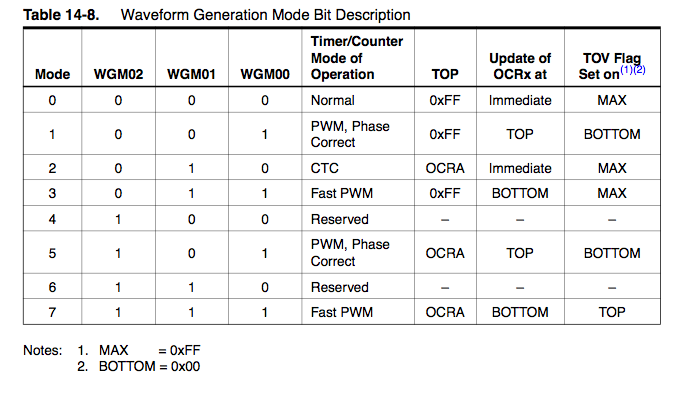 Table 14-8. Waveform Generation Mode Bit Description
Mode WGM02 WGM01 WGM00 Timer/Counter Mode of Operation TOP Update of OCRx at TOV Flag Set on(1)(2)
0 0 0 0 Normal 0xFF Immediate MAX
1 0 0 1 PWM, Phase Correct 0xFF TOP BOTTOM
2 0 1 0 CTC OCRA Immediate MAX
3 0 1 1 Fast PWM 0xFF BOTTOM MAX
4 1 0 0 Reserved – – –
5 1 0 1 PWM, Phase Correct OCRA TOP BOTTOM
6 1 1 0 Reserved – – –
7 1 1 1 Fast PWM OCRA BOTTOM TOP
Notes: 1. MAX = 0xFF
2. BOTTOM = 0x00